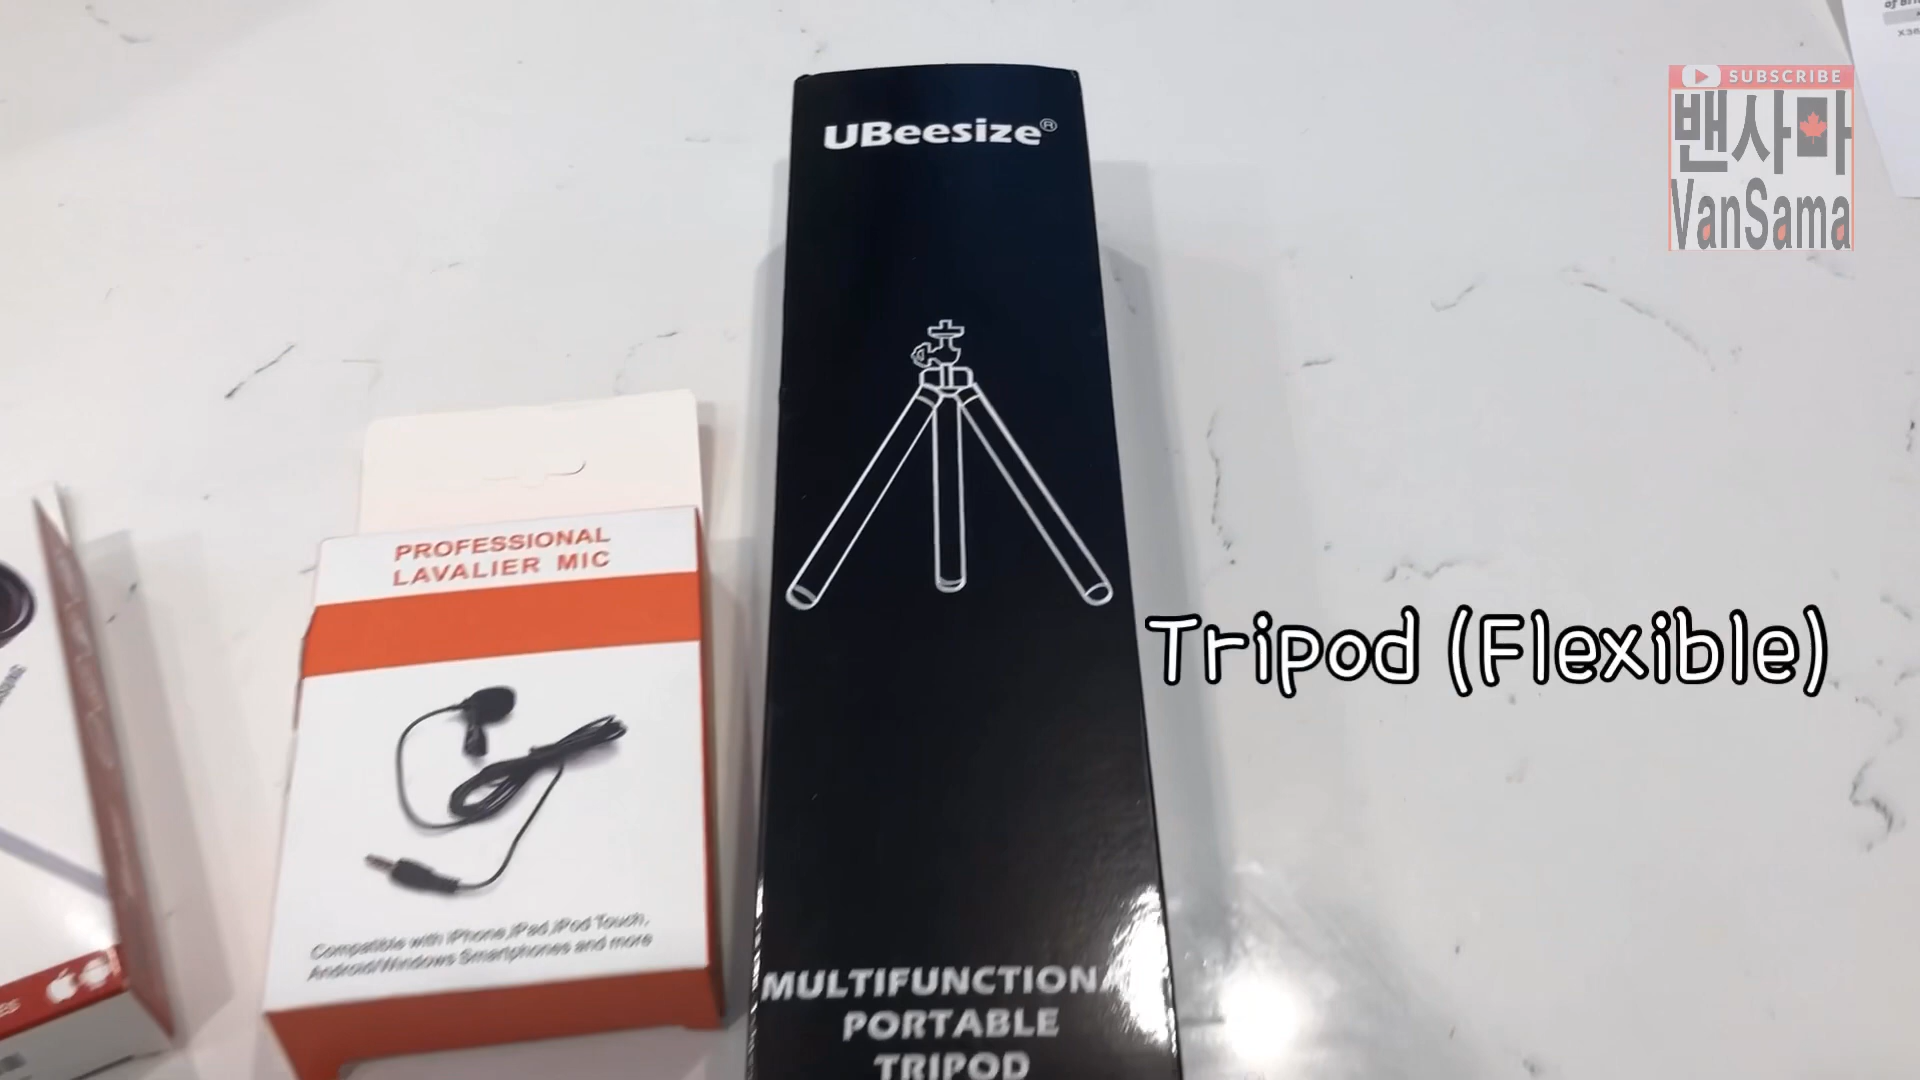 UBeesize®
SUBSCRIBE
밴사마
VanSama
PROFESSIONAL
LAVALIER MIC
Tripod (Flexible)
Compatible with iPhone,iPad,iPod Touch,
Android/Windows Smartphones and more
MULTIFUNCTIONA
PORTABLE
TRIPOD